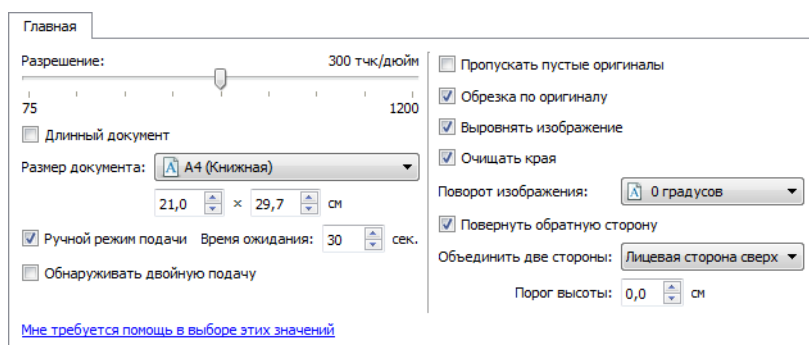 Главная
Разрешение: 300 тчк/дюйм
75 1200
Длинный документ
Размер документа: A4 (Книжная)
21,0 × 29,7 см
Ручной режим подачи Время ожидания: 30 сек.
Обнаруживать двойную подачу
Мне требуется помощь в выборе этих значений
Пропускать пустые оригиналы
Обрезка по оригиналу
Выровнять изображение
Очищать края
Поворот изображения: 0 градусов
Повернуть обратную сторону
Объединить две стороны: Лицевая сторона сверх
Порог высоты: 0,0 см